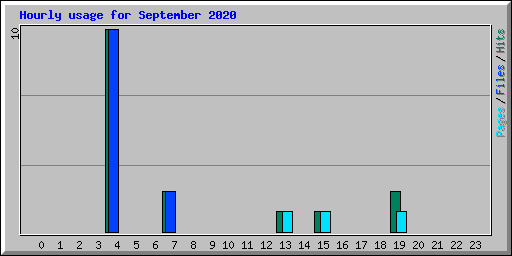 Hourly usage for September 2020
10
Pages/Files/Hits
0 1 2 3 4 5 6 7 8 9 10 11 12 13 14 15 16 17 18 19 20 21 22 23